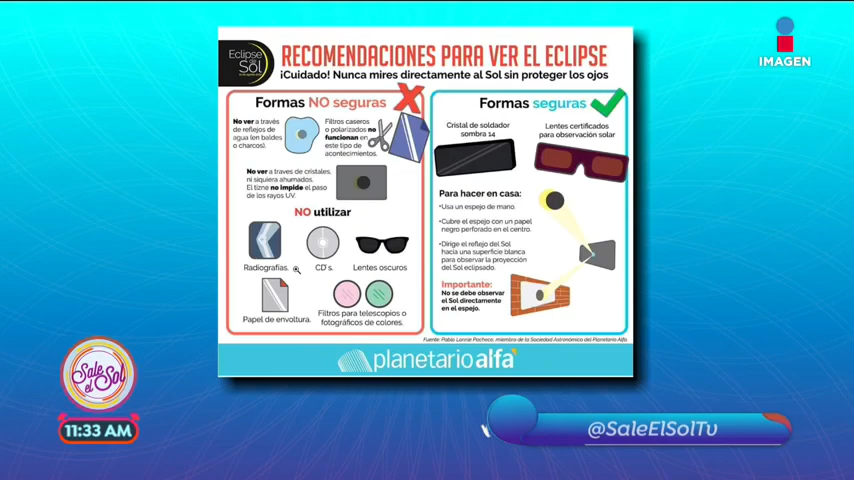 IMAGEN
Eclipse
de
Sol
RECOMENDACIONES PARA VER EL ECLIPSE
¡Cuidado! Nunca mires directamente al Sol sin proteger los ojos
Formas NO seguras
No ver a través
de reflejos de
agua (en baldes
o charcos).
Filtros caseros
o polarizados no
funcionan en
este tipo de
acontecimientos.
No ver a traves de cristales,
ni siquiera ahumados.
El tizne no impide el paso
de los rayos UV.
NO utilizar
Radiografías.
CD's.
Lentes oscuros
Papel de envoltura.
Filtros para telescopios o
fotográficos de colores.
Formas seguras
Cristal de soldador
sombra 14
Lentes certificados
para observación solar
Para hacer en casa:
•Usa un espejo de mano.
•Cubre el espejo con un papel
negro perforado en el centro.
•Dirige el reflejo del Sol
hacia una superficie blanca
para observar la proyección
del Sol eclipsado.
Importante:
No se debe observar
el Sol directamente
en el espejo.
Fuente: Pablo Lonnie Pacheco, miembro de la Sociedad Astronómica del Planetario Alfa
planetario alfa
Sale
el Sol
11:33 AM
@SaleElSolTv